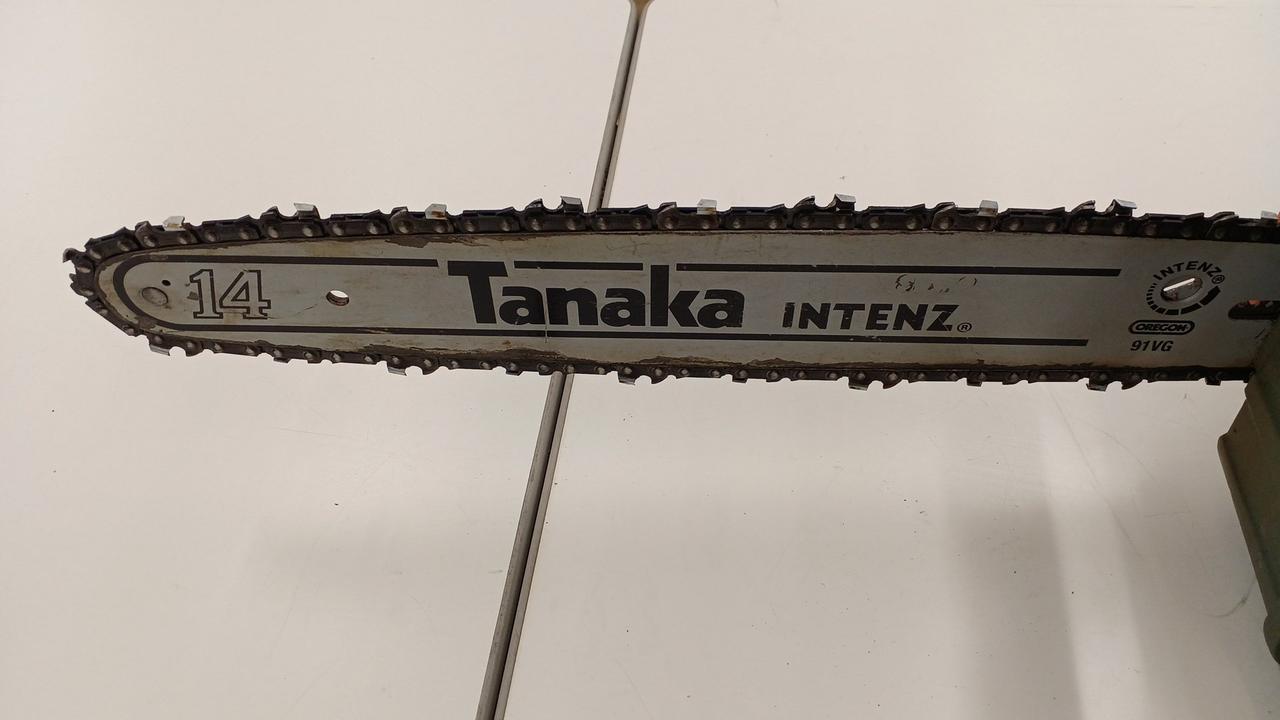 14
Tanaka INTENZ®
INTENZ®
OREGON
91VG